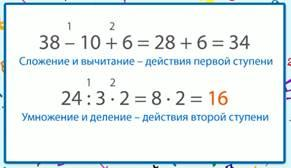 1 2
38 – 10 + 6 = 28 + 6 = 34
Сложение и вычитание – действия первой ступени
1 2
24 : 3 · 2 = 8 · 2 = 16
Умножение и деление – действия второй ступени